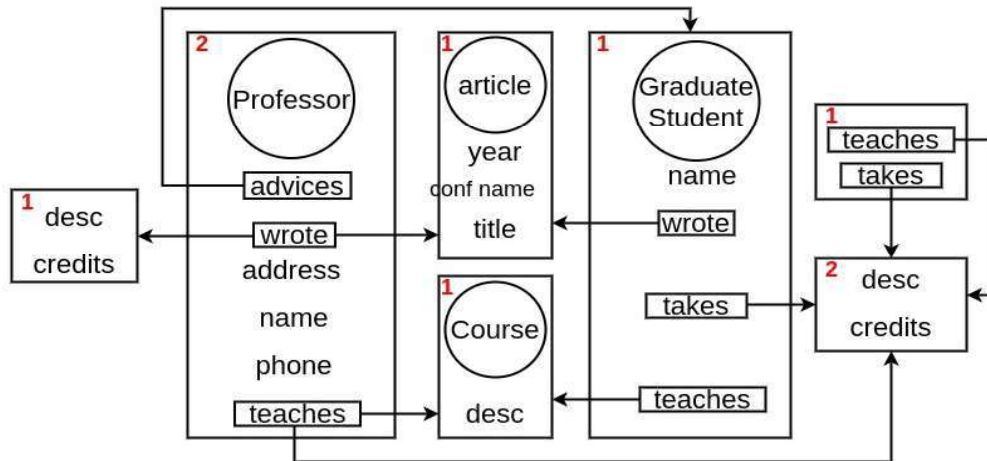 1
desc
credits
2
Professor
advices
wrote
address
name
phone
teaches
1
article
year
conf name
title
1
Course
desc
1
Graduate
Student
name
wrote
takes
teaches
1
teaches
takes
2
desc
credits